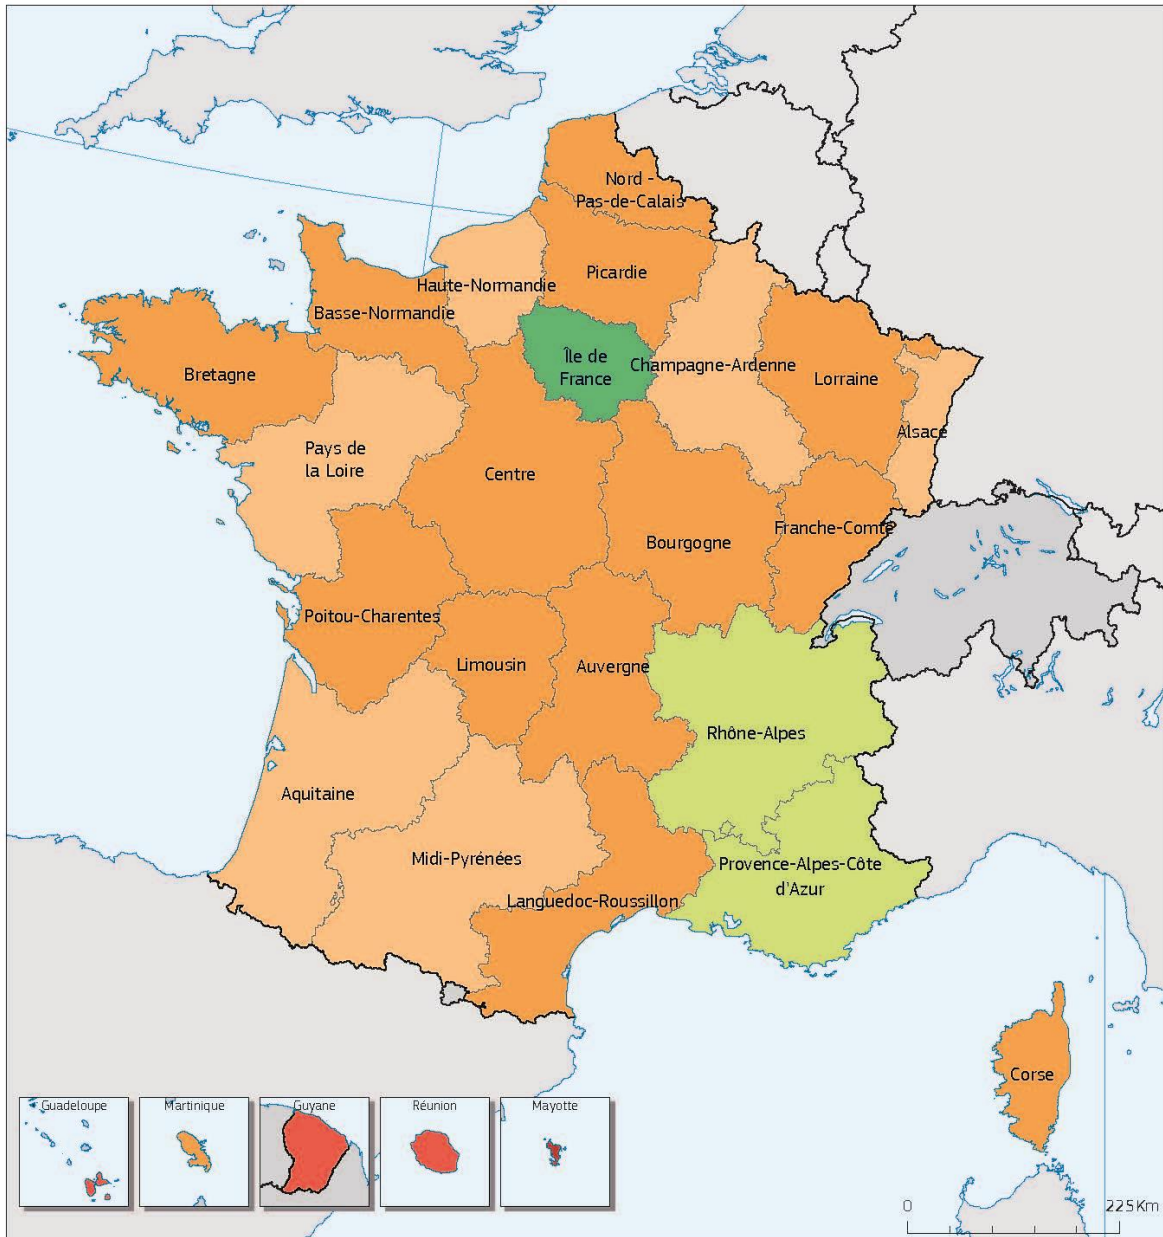 Nord -
Pas-de-Calais
Picardie
Haute-Normandie
Basse-Normandie
Île de
France
Champagne-Ardenne
Bretagne
Lorraine
Alsace
Pays de
la Loire
Centre
Franche-Comté
Bourgogne
Poitou-Charentes
Limousin
Auvergne
Rhône-Alpes
Aquitaine
Midi-Pyrénées
Provence-Alpes-Côte
d'Azur
Languedoc-Roussillon
Corse
Guadeloupe
Martinique
Guyane
Réunion
Mayotte
0 225Km